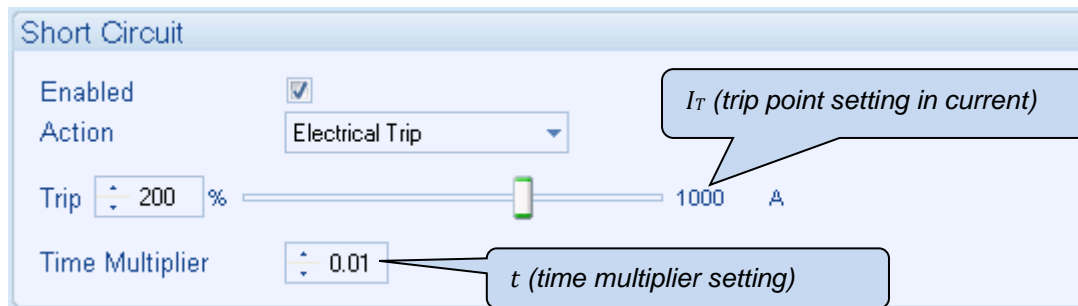 Short Circuit
Enabled
Action Electrical Trip
I_T (trip point setting in current)
Trip 200 % 1000 A
Time Multiplier 0.01
t (time multiplier setting)